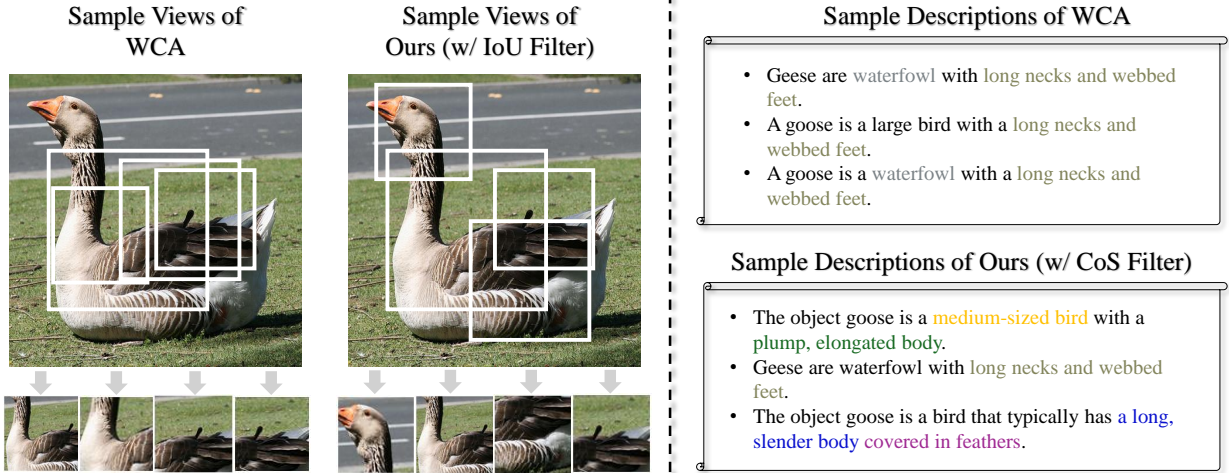 Sample Views of
WCA
Sample Views of
Ours (w/ IoU Filter)
Sample Descriptions of WCA
• Geese are waterfowl with long necks and webbed
feet.
• A goose is a large bird with a long necks and
webbed feet.
• A goose is a waterfowl with a long necks and
webbed feet.
Sample Descriptions of Ours (w/ CoS Filter)
• The object goose is a medium-sized bird with a
plump, elongated body.
• Geese are waterfowl with long necks and webbed
feet.
• The object goose is a bird that typically has a long,
slender body covered in feathers.